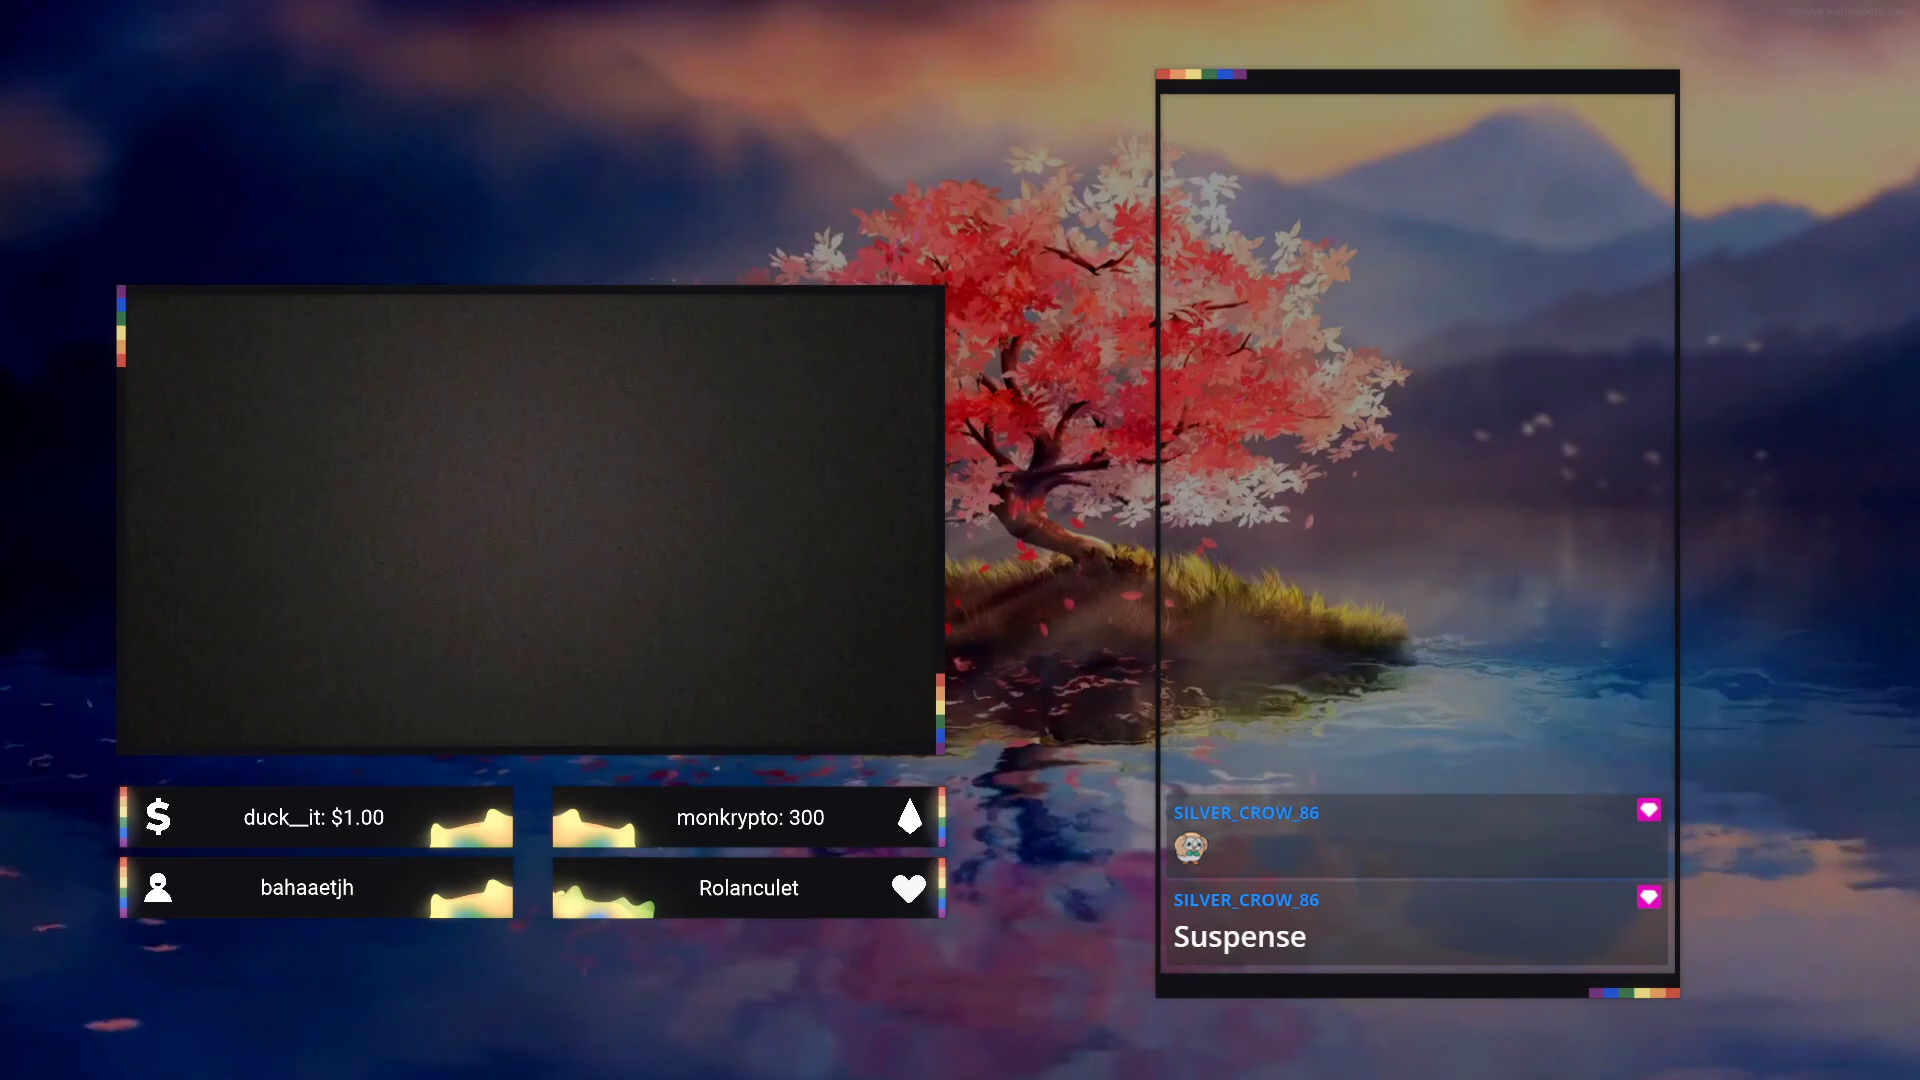 duck__it: $1.00
monkrypto: 300
bahaaetjh
Rolanculet
SILVER_CROW_86
SILVER_CROW_86
Suspense